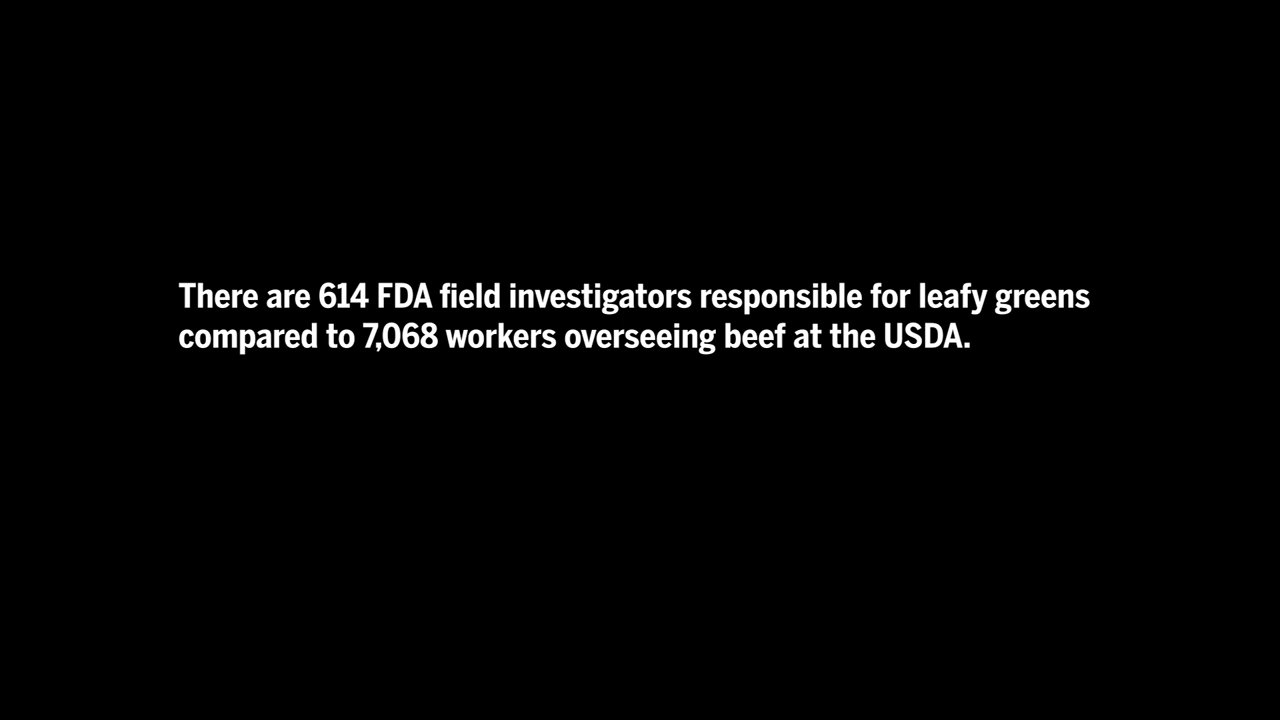 There are 614 FDA field investigators responsible for leafy greens
compared to 7,068 workers overseeing beef at the USDA.